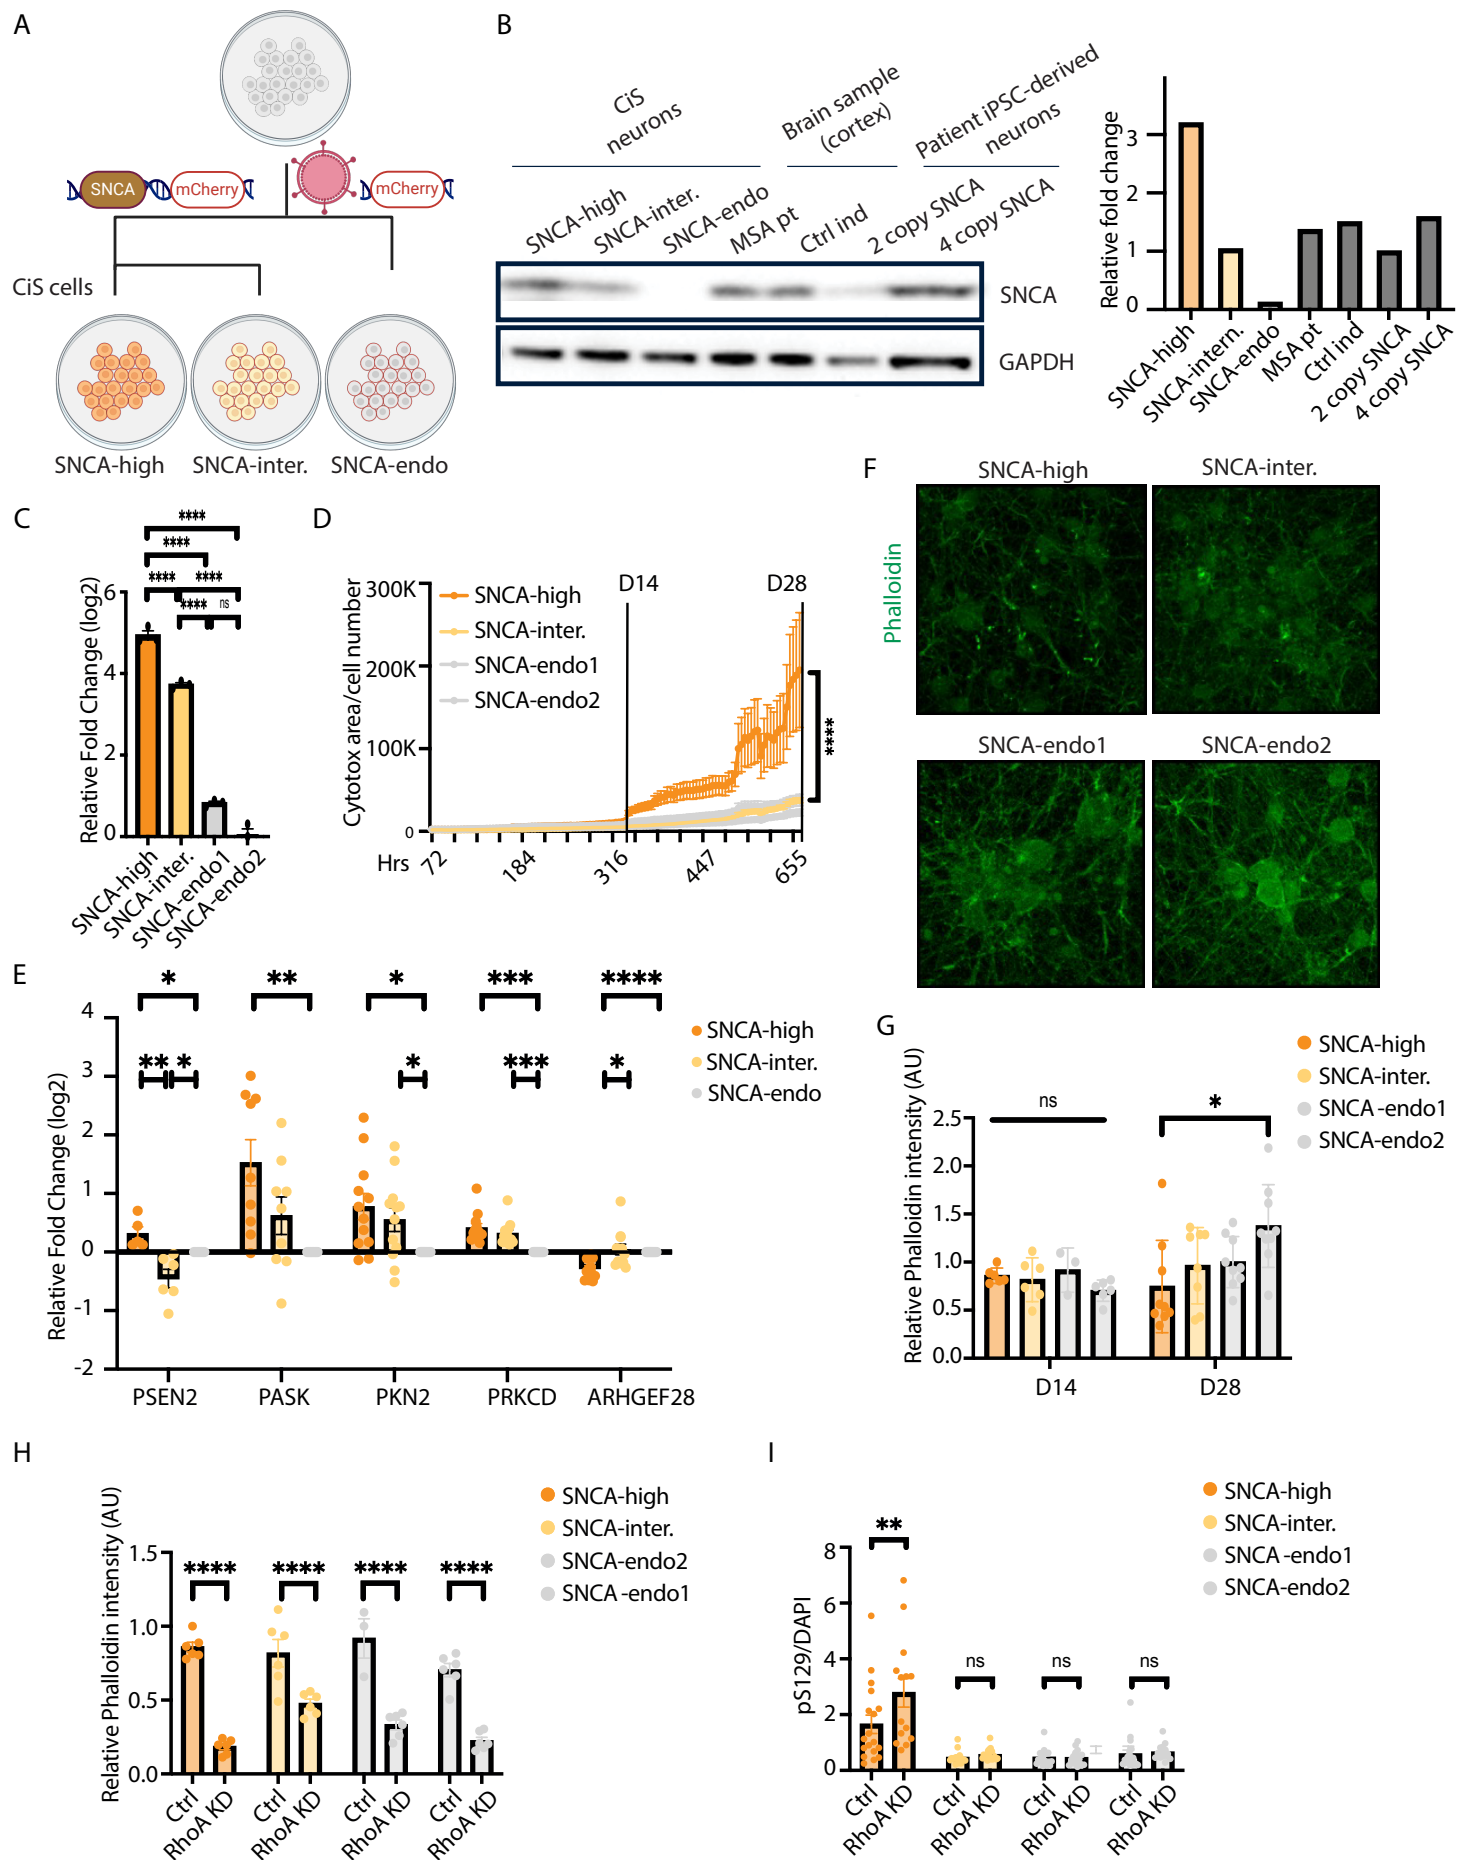 A
SNCA
mCherry
mCherry
CiS cells
SNCA-high
SNCA-inter.
SNCA-endo
B
CiS
neurons
Brain sample
(cortex)
Patient iPSC-derived
neurons
SNCA-high
SNCA-inter.
SNCA-endo
MSA pt
Ctrl ind
2 copy SNCA
4 copy SNCA
SNCA
GAPDH
Relative fold change
3
2
1
0
SNCA-high
SNCA-intern.
SNCA-endo
MSA pt
Ctrl ind
2 copy SNCA
4 copy SNCA
C
****
****
**** ****
**** ns
Relative Fold Change (log2)
6
4
2
0
SNCA-high
SNCA-inter.
SNCA-endo1
SNCA-endo2
D
Cytotox area/cell number
300K
200K
100K
0
SNCA-high
SNCA-inter.
SNCA-endo1
SNCA-endo2
D14
D28
****
Hrs
72
184
316
447
655
E
* ** * *** ****
** * * *** *
Relative Fold Change (log2)
4
3
2
1
0
-1
-2
PSEN2
PASK
PKN2
PRKCD
ARHGEF28
SNCA-high
SNCA-inter.
SNCA-endo
F
Phalloidin
SNCA-high
SNCA-inter.
SNCA-endo1
SNCA-endo2
G
SNCA-high
SNCA-inter.
SNCA-endo1
SNCA-endo2
Relative Phalloidin intensity (AU)
2.5
2.0
1.5
1.0
0.5
0.0
ns
*
D14
D28
H
SNCA-high
SNCA-inter.
SNCA-endo2
SNCA-endo1
Relative Phalloidin intensity (AU)
1.5
1.0
0.5
0.0
**** **** **** ****
Ctrl
RhoA KD
Ctrl
RhoA KD
Ctrl
RhoA KD
Ctrl
RhoA KD
I
SNCA-high
SNCA-inter.
SNCA-endo1
SNCA-endo2
pS129/DAPI
8
6
4
2
0
**
ns
ns
ns
Ctrl
RhoA KD
Ctrl
RhoA KD
Ctrl
RhoA KD
Ctrl
RhoA KD